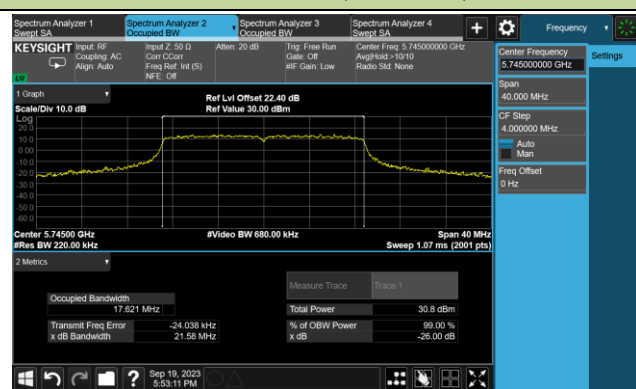 Spectrum Analyzer 1
Swept SA
Spectrum Analyzer 2
Occupied BW
Spectrum Analyzer 3
Occupied BW
Spectrum Analyzer 4
Swept SA
Frequency
KEYSIGHT
Input: RF
Coupling: AC
Align: Auto
Input Z: 50 Ω
Corr CCorr
Freq Ref: Int (S)
NFE: Off
Atten: 20 dB
Trig: Free Run
Gate: Off
#IF Gain: Low
Center Freq: 5.745000000 GHz
Avg|Hold:>10/10
Radio Std: None
LXI
Center Frequency
5.745000000 GHz
Settings
Span
40.000 MHz
CF Step
4.000000 MHz
Auto
Man
Freq Offset
0 Hz
1 Graph
Scale/Div 10.0 dB
Ref Lvl Offset 22.40 dB
Ref Value 30.00 dBm
Log
20.0
10.0
0.00
-10.0
-20.0
-30.0
-40.0
-50.0
-60.0
Center 5.74500 GHz
#Res BW 220.00 kHz
#Video BW 680.00 kHz
Span 40 MHz
Sweep 1.07 ms (2001 pts)
2 Metrics
Measure Trace
Trace 1
Occupied Bandwidth
17.621 MHz
Total Power
30.8 dBm
Transmit Freq Error
-24.038 kHz
% of OBW Power
99.00 %
x dB Bandwidth
21.58 MHz
x dB
-26.00 dB
Sep 19, 2023
5:53:11 PM